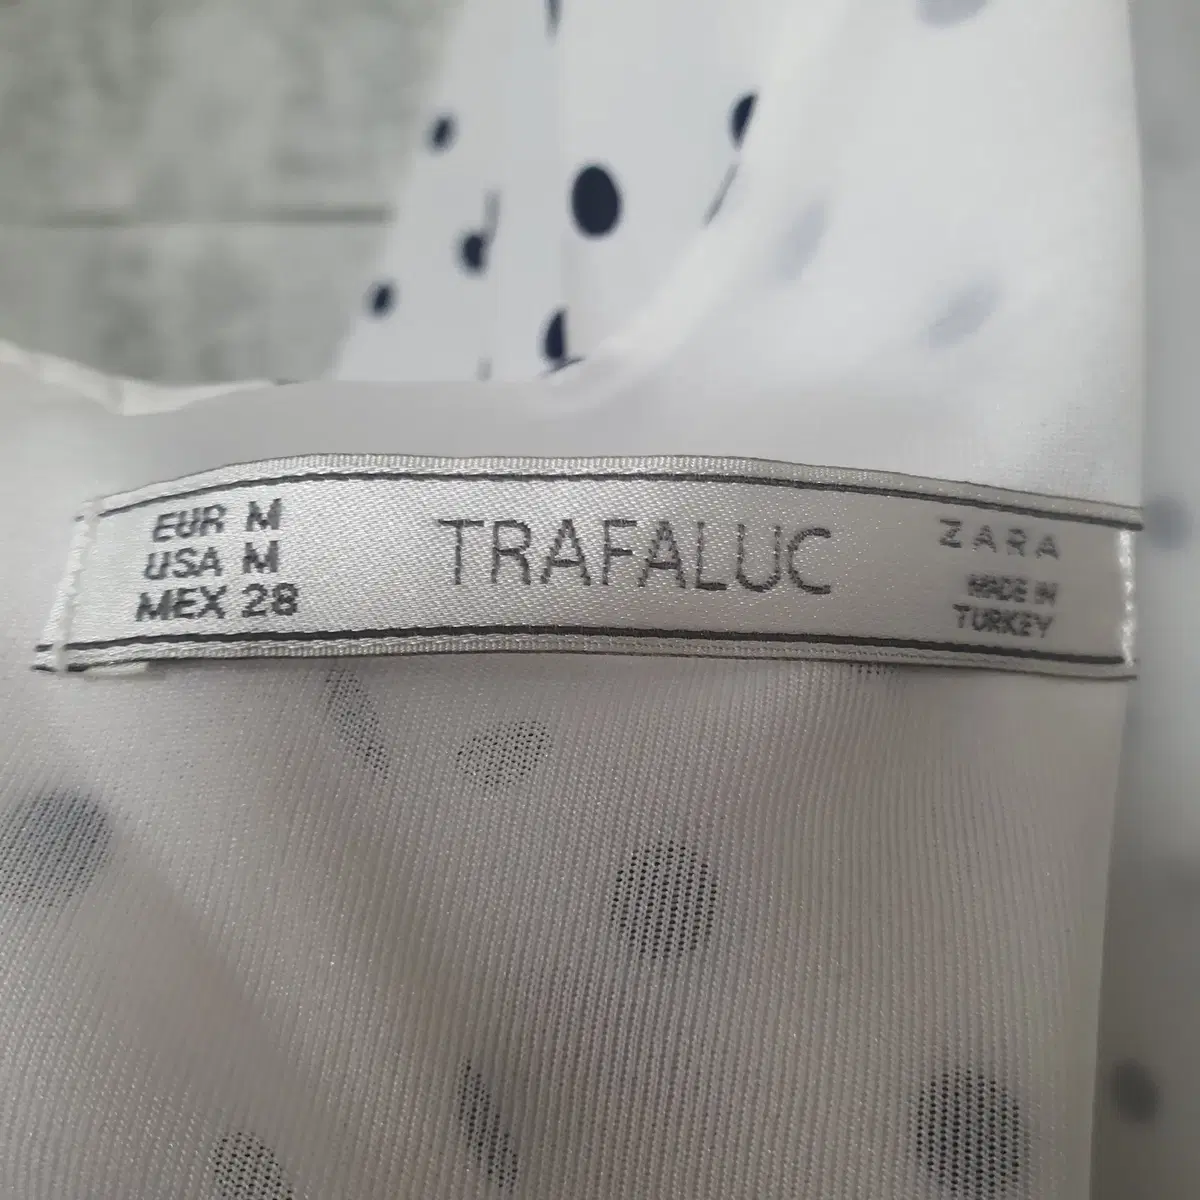 EUR M
USA M
MEX 28
TRAFALUC
ZARA
MADE IN
TURKEY